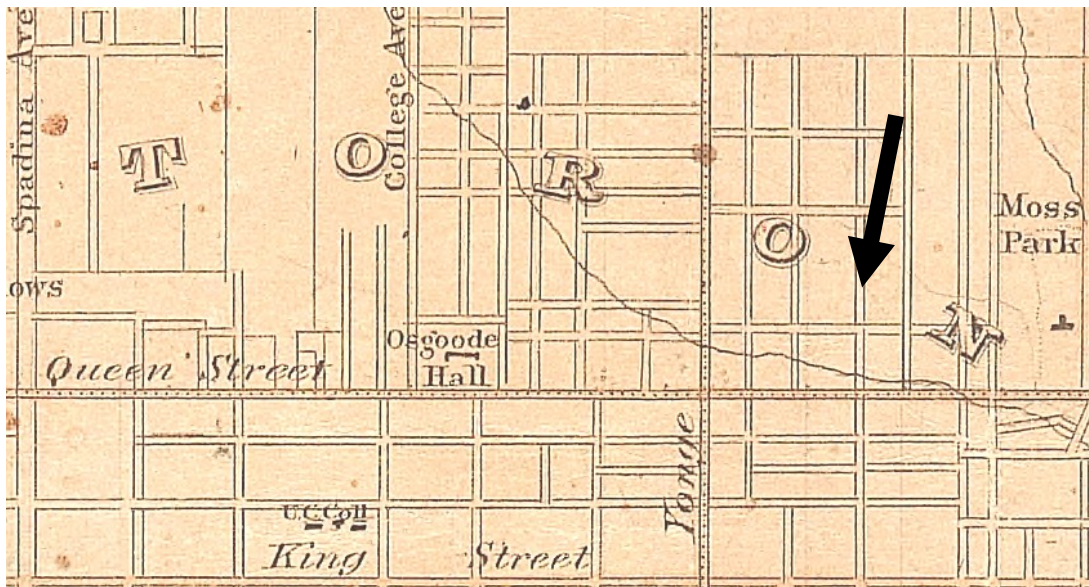 Spadina Ave
College Ave
T O R O N
Moss
Park
ows
Osgoode
Hall
Queen Street
Yonge
U.C.Coll
King Street